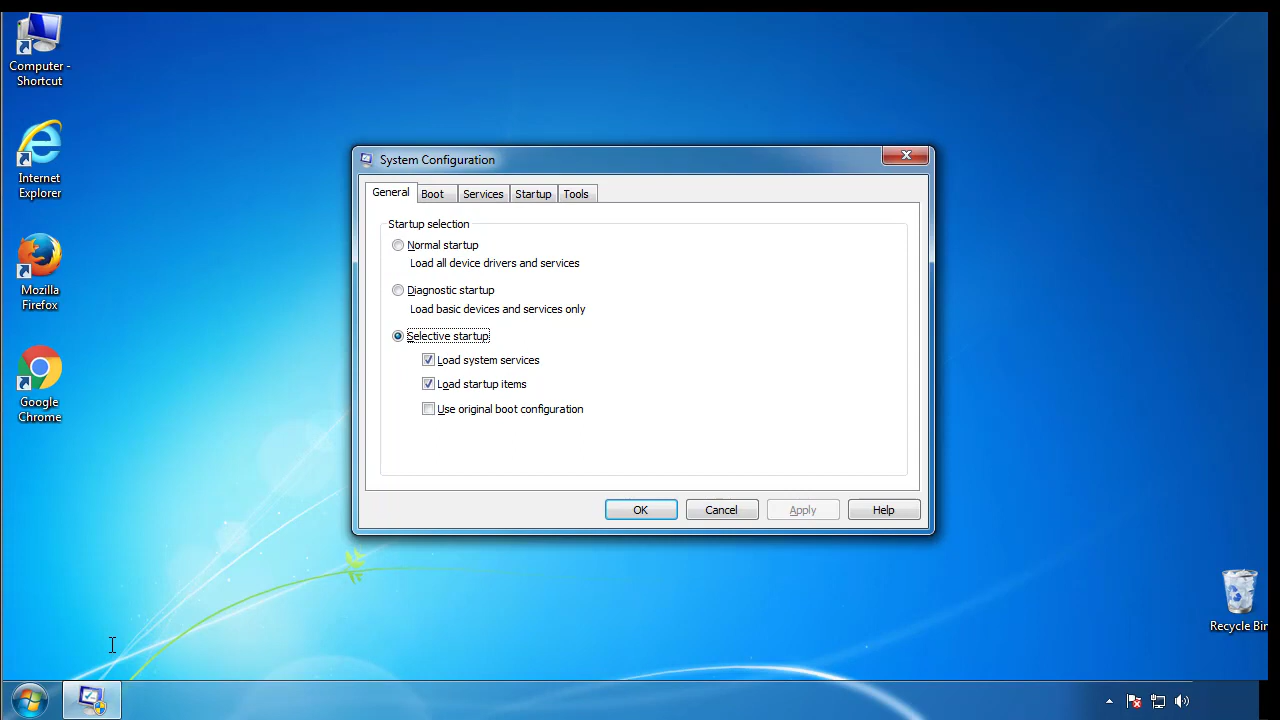 Computer -
Shortcut
Internet
Explorer
Mozilla
Firefox
Google
Chrome
System Configuration
General
Boot
Services
Startup
Tools
Startup selection
Normal startup
Load all device drivers and services
Diagnostic startup
Load basic devices and services only
Selective startup
Load system services
Load startup items
Use original boot configuration
OK
Cancel
Apply
Help
Recycle Bin